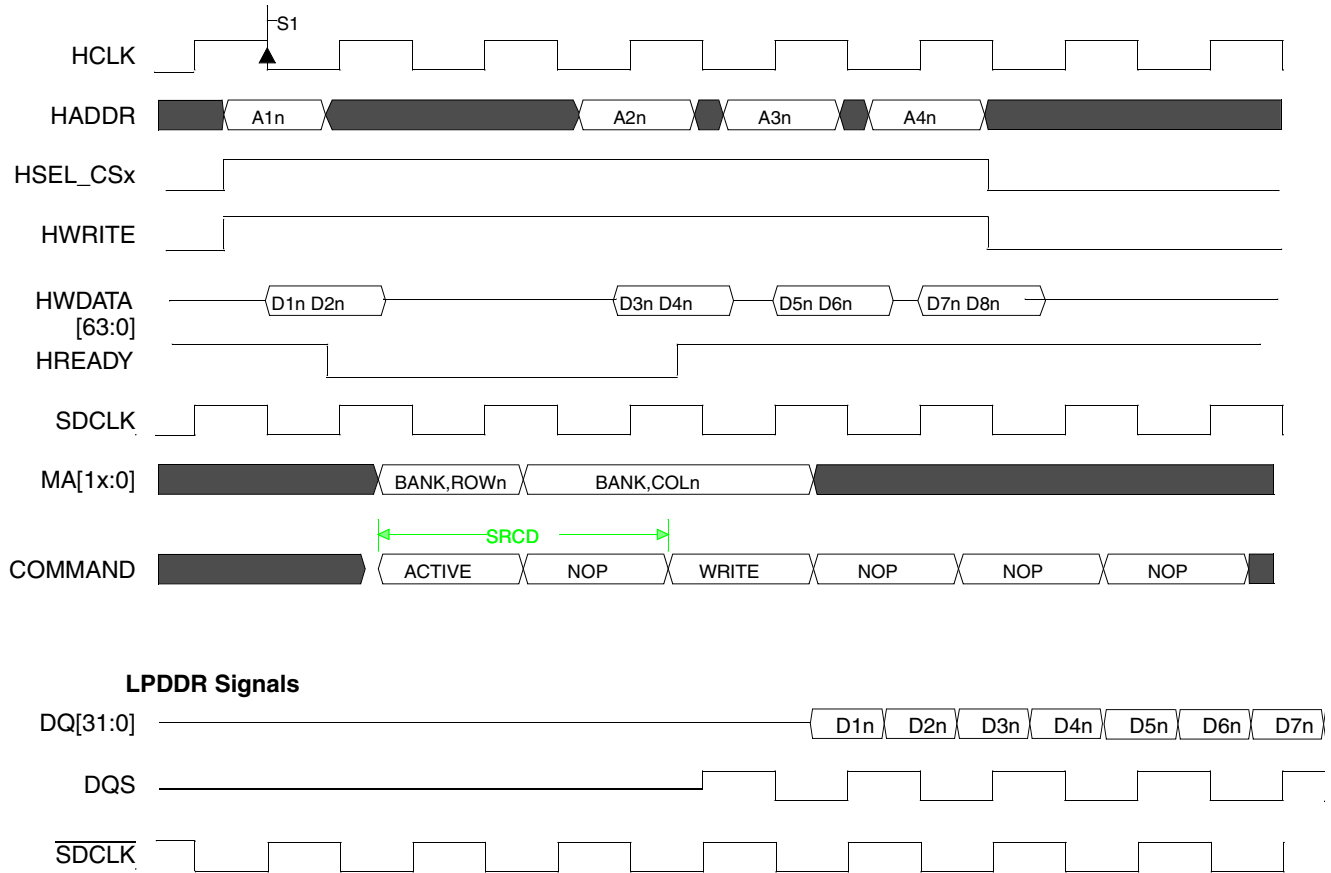 S1
HCLK
HADDR A1n A2n A3n A4n
HSEL_CSx
HWRITE
HWDATA
[63:0]
D1n D2n D3n D4n D5n D6n D7n D8n
HREADY
SDCLK
MA[1x:0] BANK,ROWn BANK,COLn
SRCD
COMMAND ACTIVE NOP WRITE NOP NOP NOP
LPDDR Signals
DQ[31:0] D1n D2n D3n D4n D5n D6n D7n
DQS
SDCLK